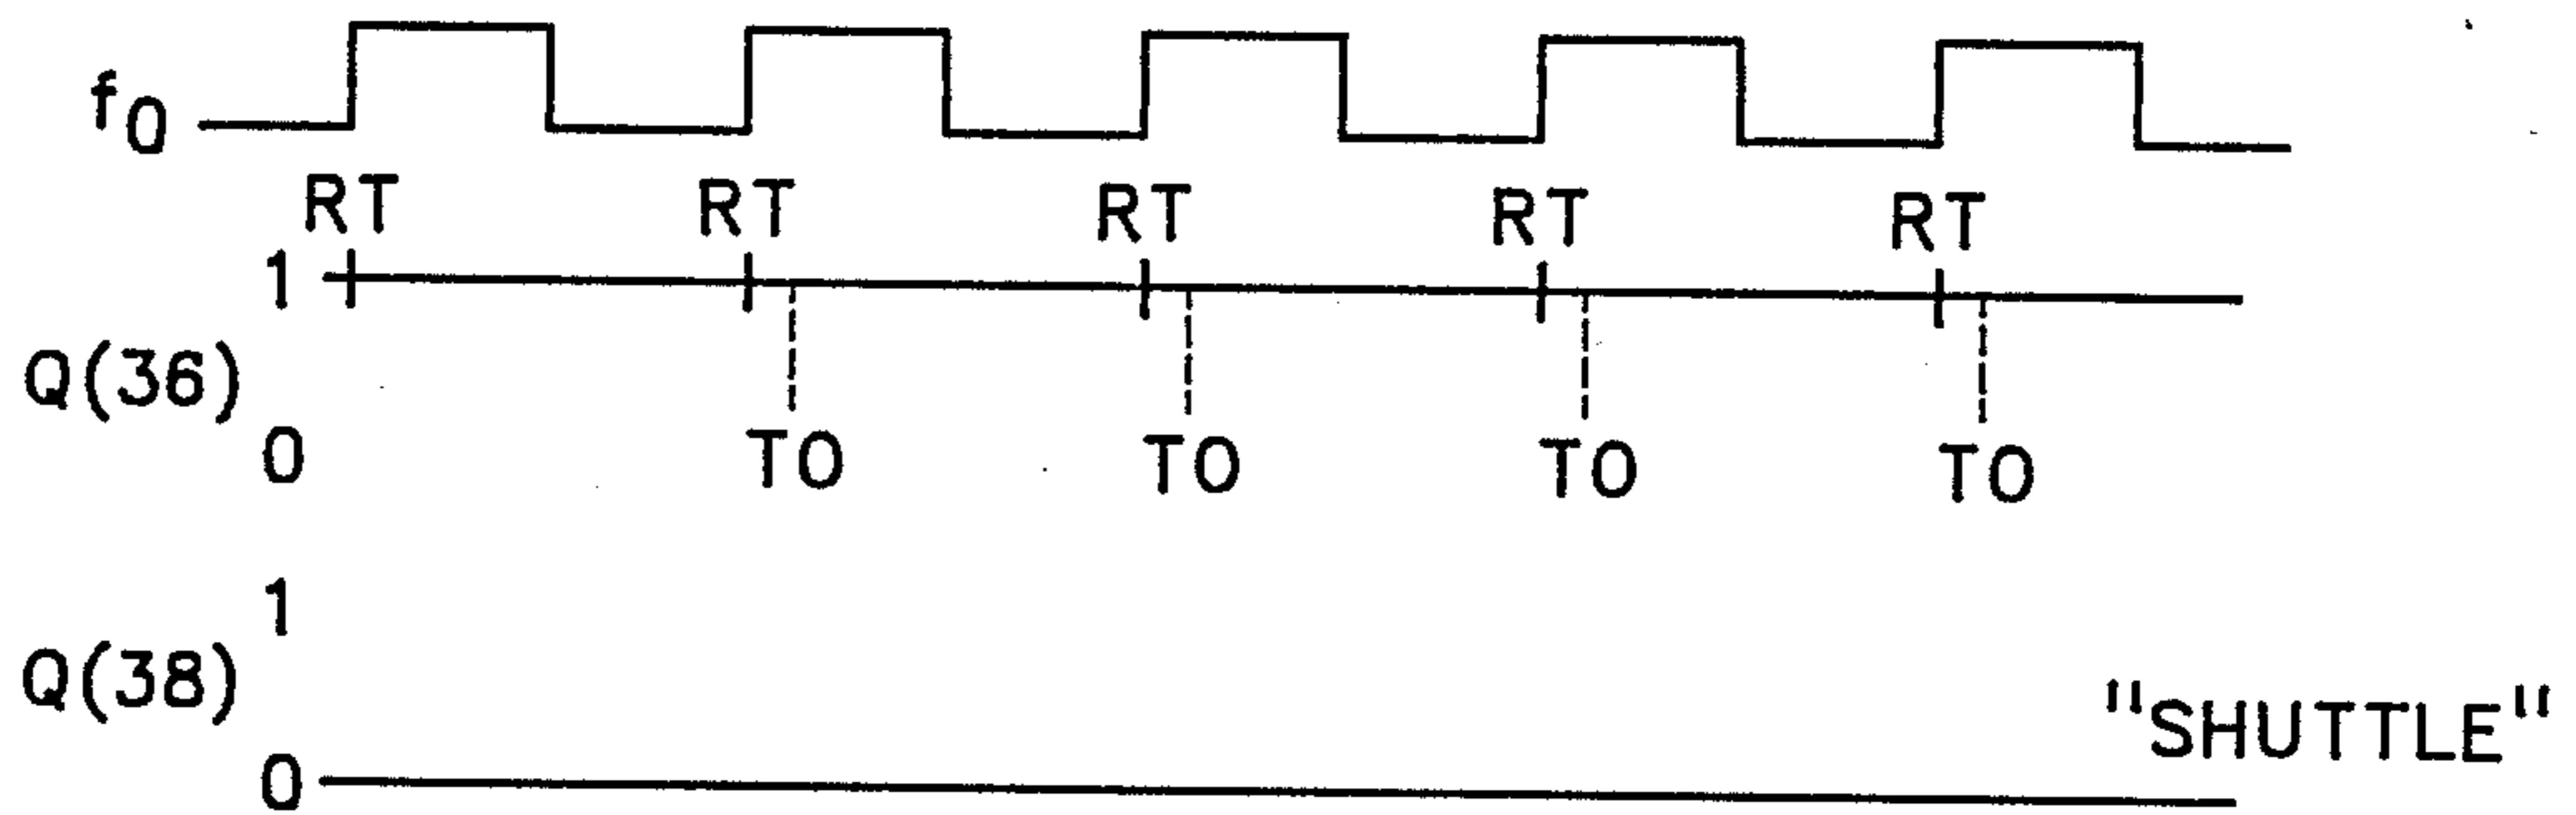 f0
RT RT RT RT RT
1
Q(36)
0
TO TO TO TO
1
Q(38)
0
"SHUTTLE"